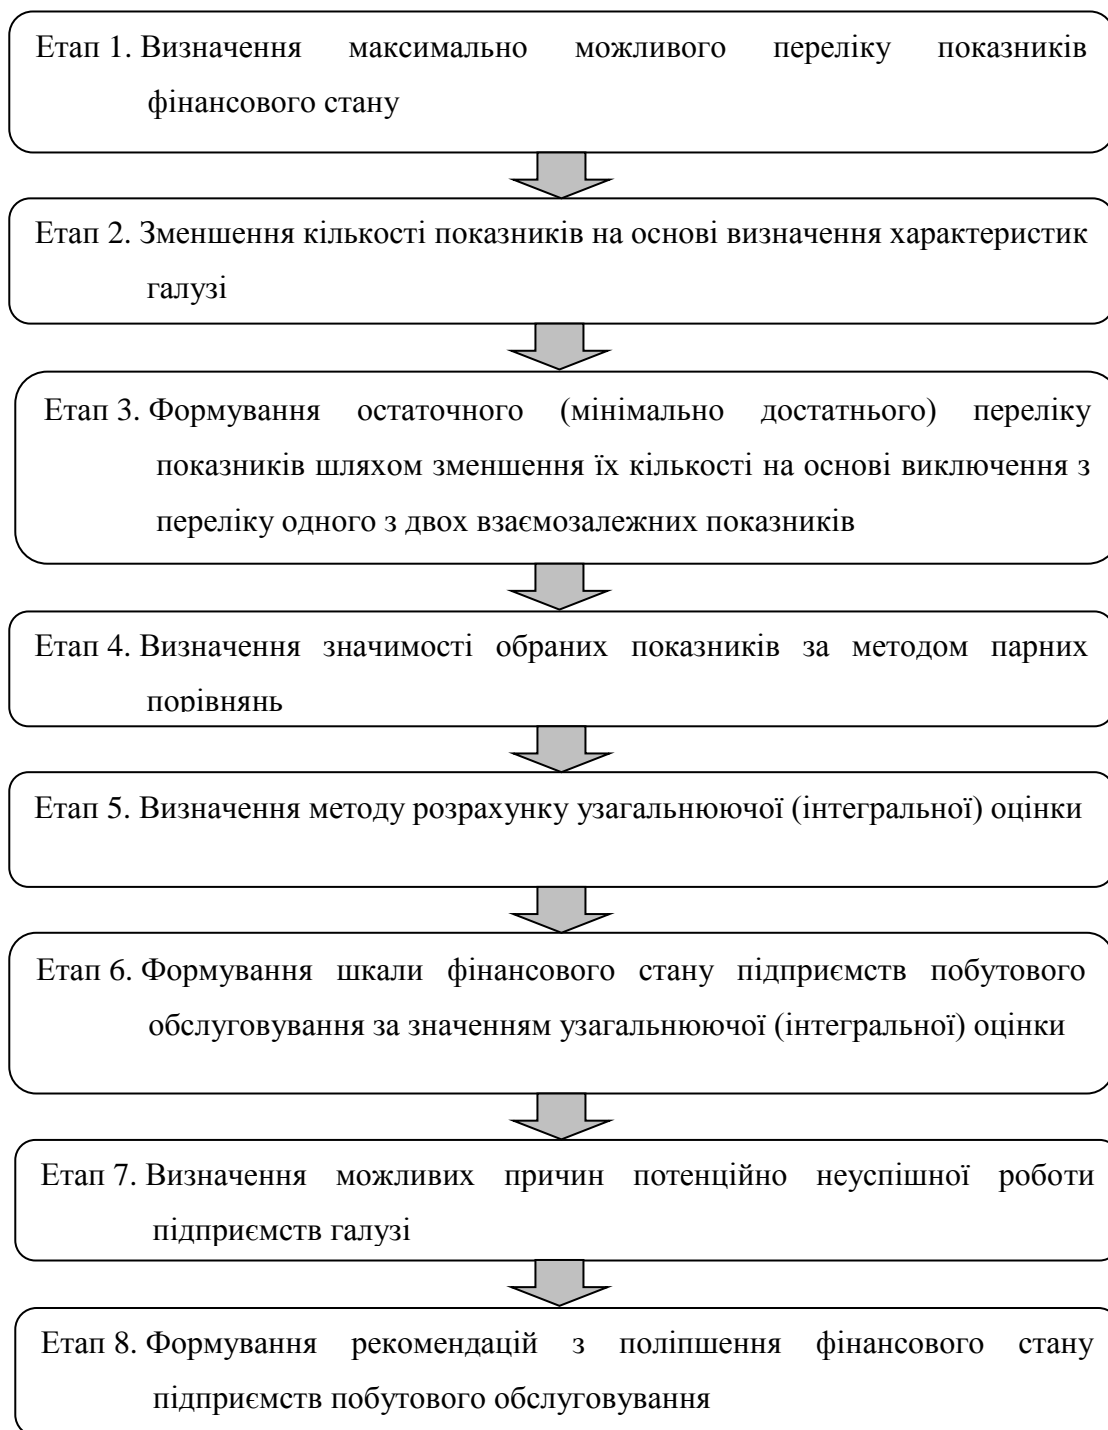 Етап 1. Визначення максимально можливого переліку показників
фінансового стану
Етап 2. Зменшення кількості показників на основі визначення характеристик
галузі
Етап 3. Формування остаточного (мінімально достатнього) переліку
показників шляхом зменшення їх кількості на основі виключення з
переліку одного з двох взаємозалежних показників
Етап 4. Визначення значимості обраних показників за методом парних
порівнянь
Етап 5. Визначення методу розрахунку узагальнюючої (інтегральної) оцінки
Етап 6. Формування шкали фінансового стану підприємств побутового
обслуговування за значенням узагальнюючої (інтегральної) оцінки
Етап 7. Визначення можливих причин потенційно неуспішної роботи
підприємств галузі
Етап 8. Формування рекомендацій з поліпшення фінансового стану
підприємств побутового обслуговування